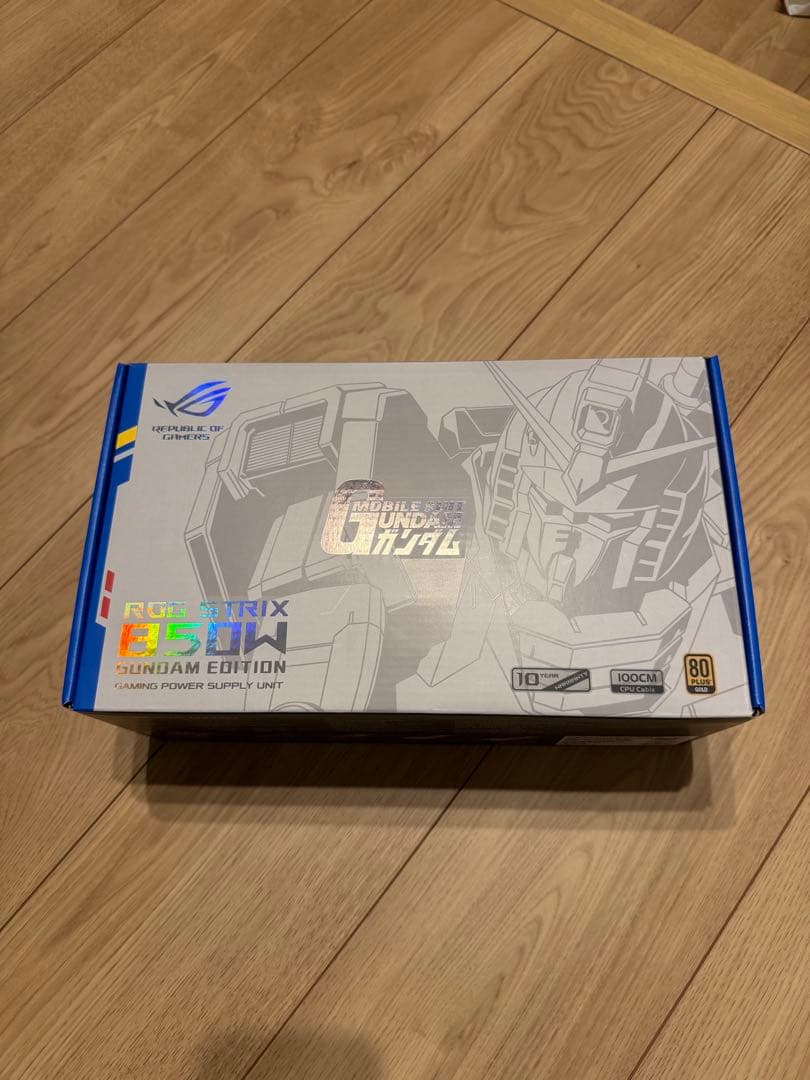 REPUBLIC OF
GAMERS
MOBILE SUIT
GUNDAM
ガンダム
ROG STRIX
850W
GUNDAM EDITION
GAMING POWER SUPPLY UNIT
10 YEAR
WARRANTY
100CM
CPU Cable
80
PLUS
GOLD